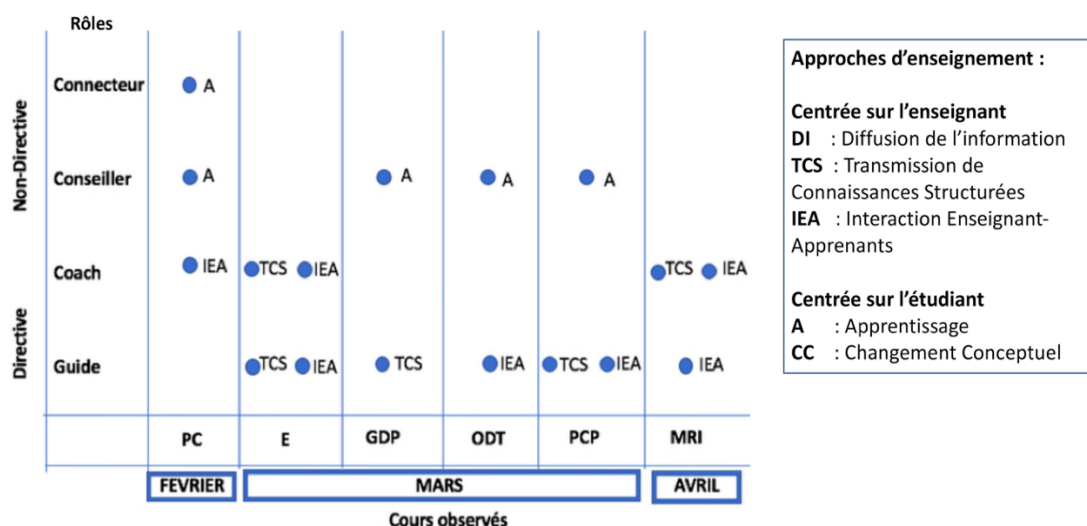 Rôles
Non-Directive
Directive
Connecteur
A
Conseiller
A
A
A
A
Coach
IEA
TCS
IEA
TCS
IEA
Guide
TCS
IEA
TCS
IEA
TCS
IEA
IEA
PC
E
GDP
ODT
PCP
MRI
FEVRIER
MARS
AVRIL
Cours observés
Approches d’enseignement :
Centrée sur l’enseignant
DI : Diffusion de l’information
TCS : Transmission de
Connaissances Structurées
IEA : Interaction Enseignant-
Apprenants
Centrée sur l’étudiant
A : Apprentissage
CC : Changement Conceptuel